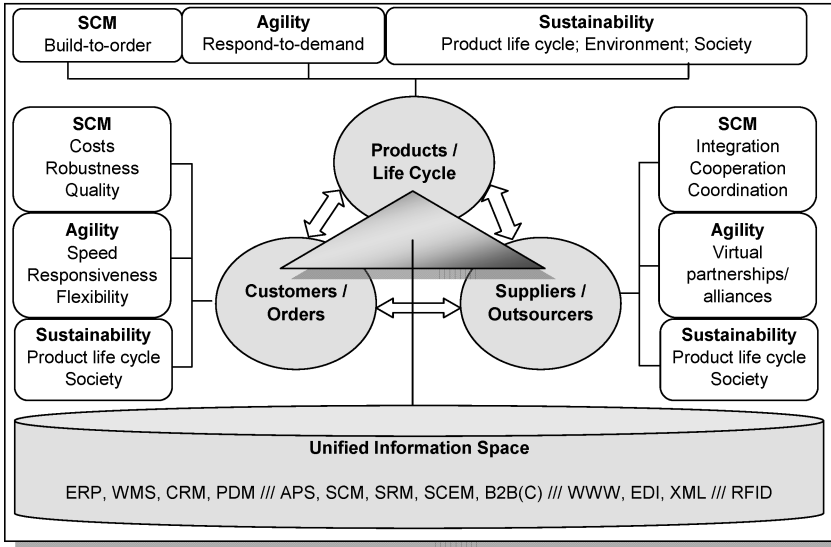 SCM
Build-to-order
Agility
Respond-to-demand
Sustainability
Product life cycle; Environment; Society
SCM
Costs
Robustness
Quality
Agility
Speed
Responsiveness
Flexibility
Sustainability
Product life cycle
Society
Products /
Life Cycle
Customers /
Orders
Suppliers /
Outsourcers
SCM
Integration
Cooperation
Coordination
Agility
Virtual
partnerships/
alliances
Sustainability
Product life cycle
Society
Unified Information Space
ERP, WMS, CRM, PDM /// APS, SCM, SRM, SCEM, B2B(C) /// WWW, EDI, XML /// RFID